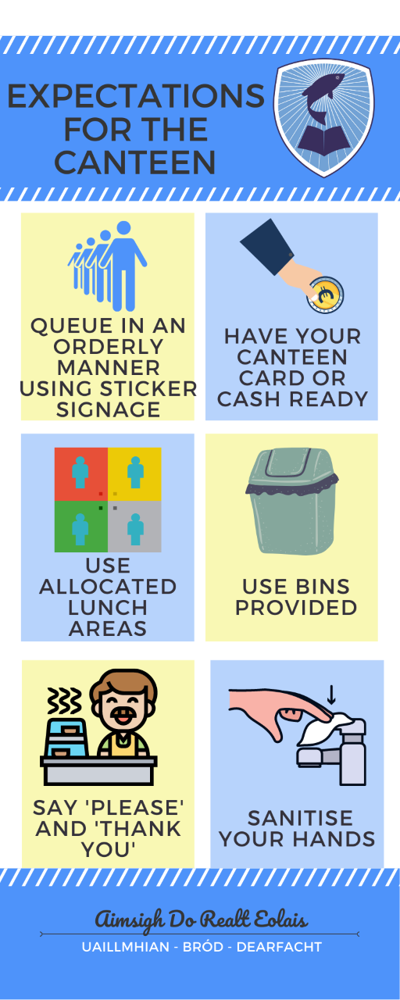 EXPECTATIONS
FOR THE
CANTEEN
QUEUE IN AN
ORDERLY
MANNER
USING STICKER
SIGNAGE
HAVE YOUR
CANTEEN
CARD OR
CASH READY
USE
ALLOCATED
LUNCH
AREAS
USE BINS
PROVIDED
SAY 'PLEASE'
AND 'THANK
YOU'
SANITISE
YOUR HANDS
Aimsigh Do Realt Eolais
UAILLMHIAN - BRÓD - DEARFACHT